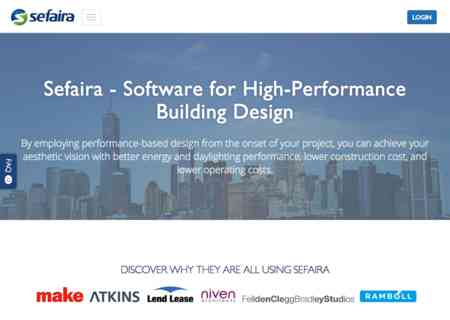 sefaira
LOGIN
Sefaira - Software for High-Performance
Building Design
By employing performance-based design from the onset of your project, you can achieve your
aesthetic vision with better energy and daylighting performance, lower construction cost, and
lower operating costs.
FAQ
DISCOVER WHY THEY ARE ALL USING SEFAIRA
make ATKINS Lend Lease niven FeildenCleggBradleyStudios RAMBOLL